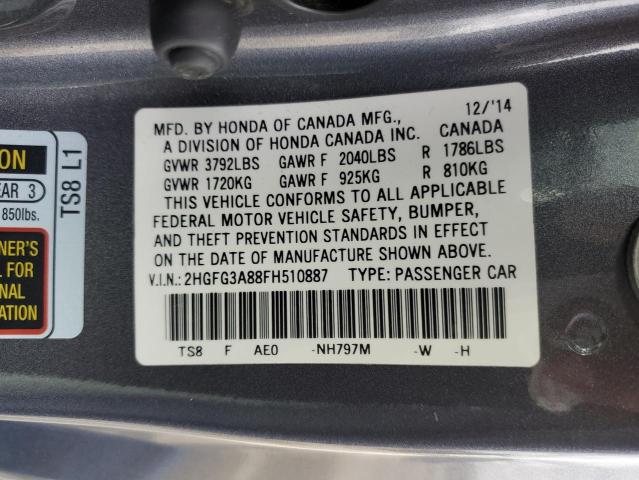 ON
EAR 3
850lbs.
NER'S
L FOR
NAL
ATION
TS8 L1
12/'14
MFD. BY HONDA OF CANADA MFG.,
A DIVISION OF HONDA CANADA INC. CANADA
GVWR 3792LBS GAWR F 2040LBS R 1786LBS
GVWR 1720KG GAWR F 925KG R 810KG
THIS VEHICLE CONFORMS TO ALL APPLICABLE
FEDERAL MOTOR VEHICLE SAFETY, BUMPER,
AND THEFT PREVENTION STANDARDS IN EFFECT
ON THE DATE OF MANUFACTURE SHOWN ABOVE.
V.I.N.: 2HGFG3A88FH510887 TYPE: PASSENGER CAR
TS8 F AE0 -NH797M -W -H